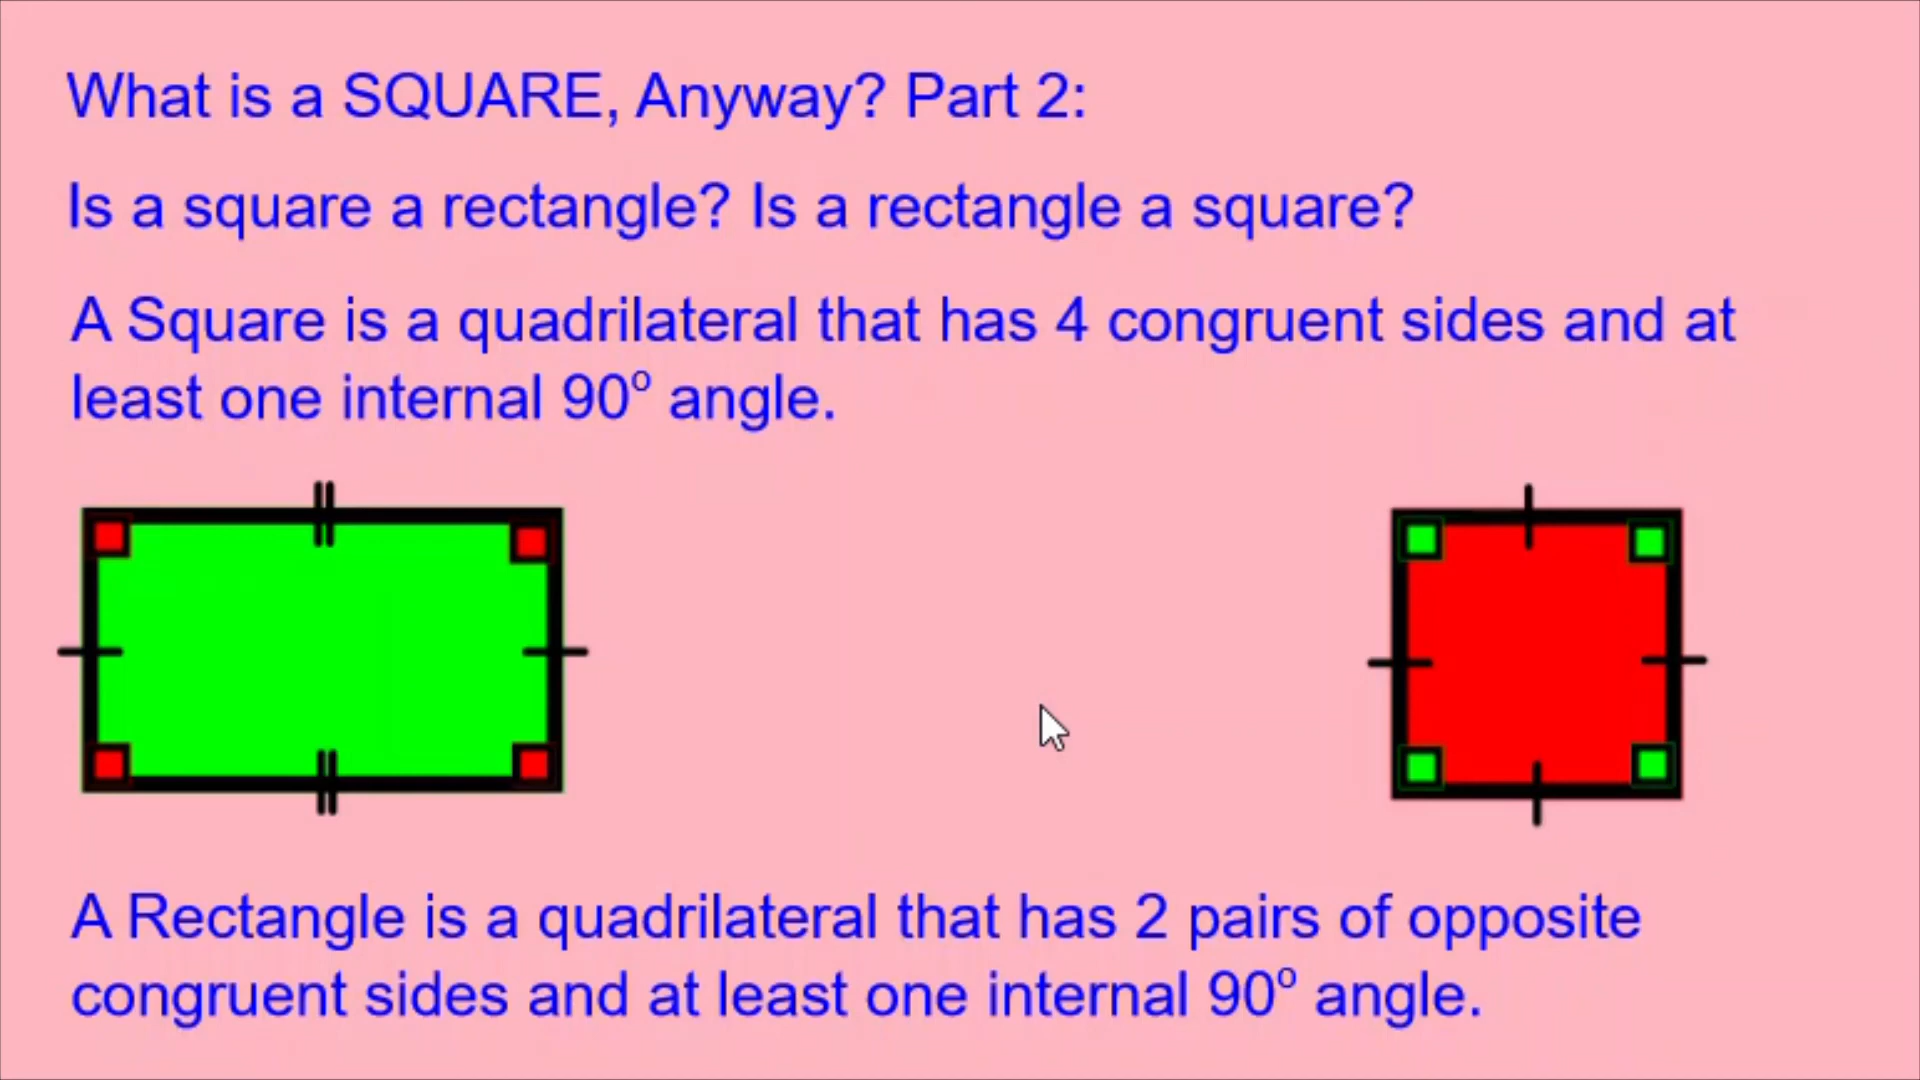 What is a SQUARE, Anyway? Part 2:
Is a square a rectangle? Is a rectangle a square?
A Square is a quadrilateral that has 4 congruent sides and at
least one internal 90º angle.
A Rectangle is a quadrilateral that has 2 pairs of opposite
congruent sides and at least one internal 90º angle.